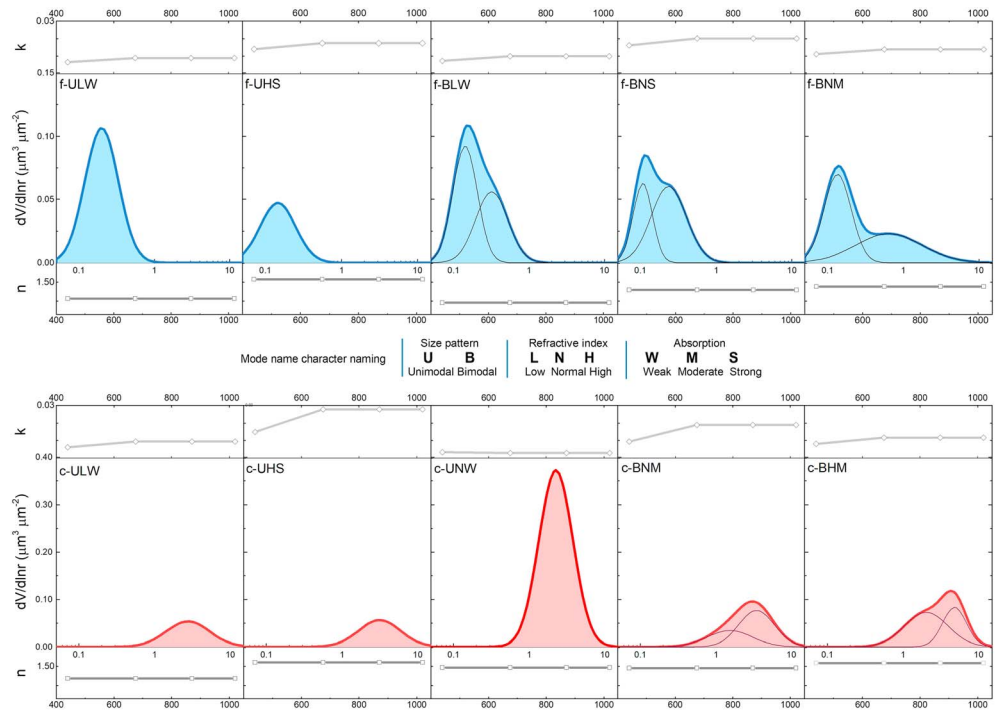 400 600 800 1000 400 600 800 1000 400 600 800 1000 400 600 800 1000 400 600 800 1000
0.03
k
0.15
f-ULW f-UHS f-BLW f-BNS f-BNM
0.10
dV/dlnr (μm³ μm⁻²)
0.05
0.00
0.1 1 10 0.1 1 10 0.1 1 10 0.1 1 10 0.1 1 10
1.50
n
400 600 800 1000 400 600 800 1000 400 600 800 1000 400 600 800 1000 400 600 800 1000
Size pattern Refractive index Absorption
Mode name character naming U B L N H W M S
Unimodal Bimodal Low Normal High Weak Moderate Strong
400 600 800 1000 400 600 800 1000 400 600 800 1000 400 600 800 1000 400 600 800 1000
0.03
k
0.40
c-ULW c-UHS c-UNW c-BNM c-BHM
0.30
dV/dlnr (μm³ μm⁻²)
0.20
0.10
0.00
0.1 1 10 0.1 1 10 0.1 1 10 0.1 1 10 0.1 1 10
1.50
n
400 600 800 1000 400 600 800 1000 400 600 800 1000 400 600 800 1000 400 600 800 1000